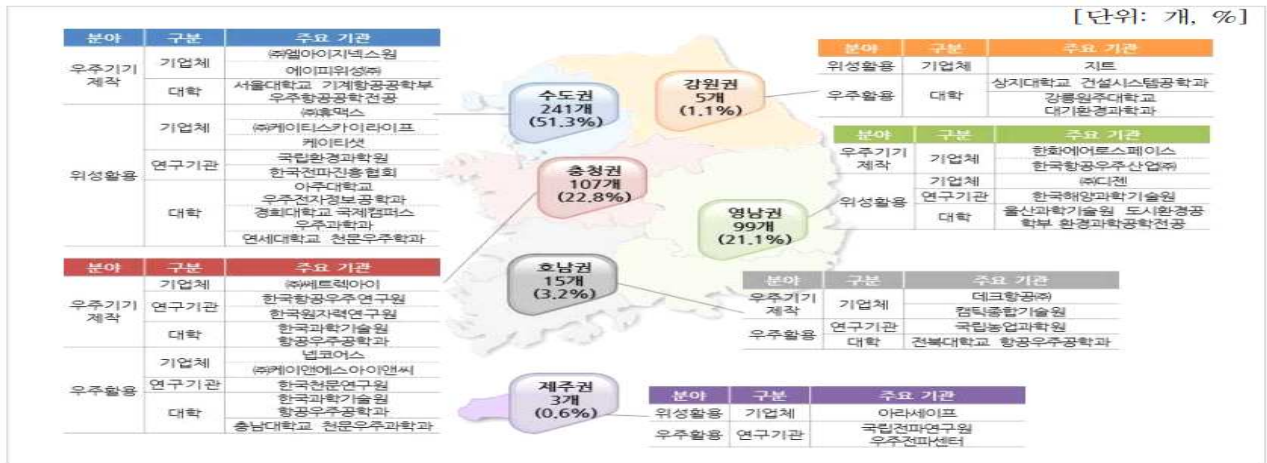 [단위: 개, %]
분야 구분 주요 기관
우주기기 제작 기업체 ㈜엘아이지넥스원
에이피위성㈜
대학 서울대학교 기계항공공학부
우주항공공학전공
위성활용 기업체 ㈜휴맥스
㈜케이티스카이라이프
케이티샛
연구기관 국립환경과학원
한국전파진흥협회
대학 아주대학교
우주전자정보공학과
경희대학교 국제캠퍼스
우주과학과
연세대학교 천문우주학과
수도권
241개
(51.3%)
강원권
5개
(1.1%)
분야 구분 주요 기관
위성활용 기업체 지트
우주활용 대학 상지대학교 건설시스템공학과
강릉원주대학교
대기환경과학과
충청권
107개
(22.8%)
영남권
99개
(21.1%)
분야 구분 주요 기관
우주기기 제작 기업체 한화에어로스페이스
한국항공우주산업㈜
위성활용 기업체 ㈜디젠
연구기관 한국해양과학기술원
대학 울산과학기술원 도시환경공
학부 환경과학공학전공
분야 구분 주요 기관
우주기기 제작 기업체 ㈜쎄트렉아이
연구기관 한국항공우주연구원
한국원자력연구원
대학 한국과학기술원
항공우주공학과
우주활용 기업체 넵코어스
㈜케이앤에스아이앤씨
연구기관 한국천문연구원
대학 한국과학기술원
항공우주공학과
충남대학교 천문우주과학과
호남권
15개
(3.2%)
분야 구분 주요 기관
우주기기 제작 기업체 데크항공㈜
캠틱종합기술원
우주활용 연구기관 국립농업과학원
대학 전북대학교 항공우주공학과
제주권
3개
(0.6%)
분야 구분 주요 기관
위성활용 기업체 아라세이프
우주활용 연구기관 국립전파연구원
우주전파센터